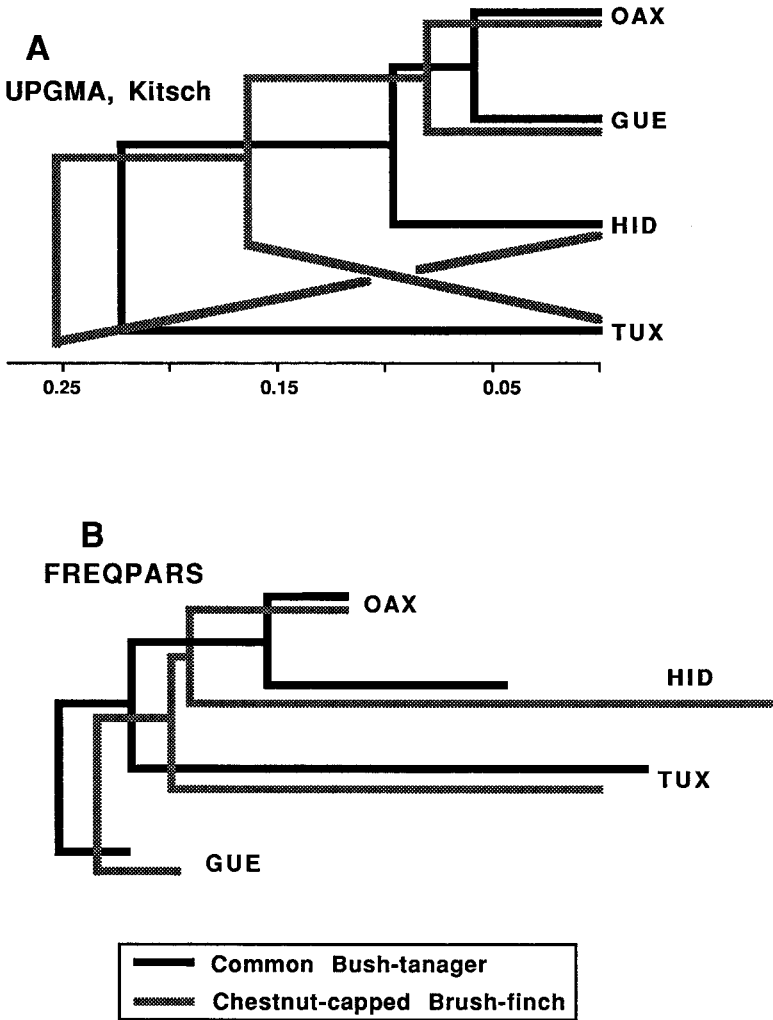 A
UPGMA, Kitsch
OAX
GUE
HID
TUX
0.25 0.15 0.05
B
FREQPARS
OAX
HID
TUX
GUE
Common Bush-tanager
Chestnut-capped Brush-finch